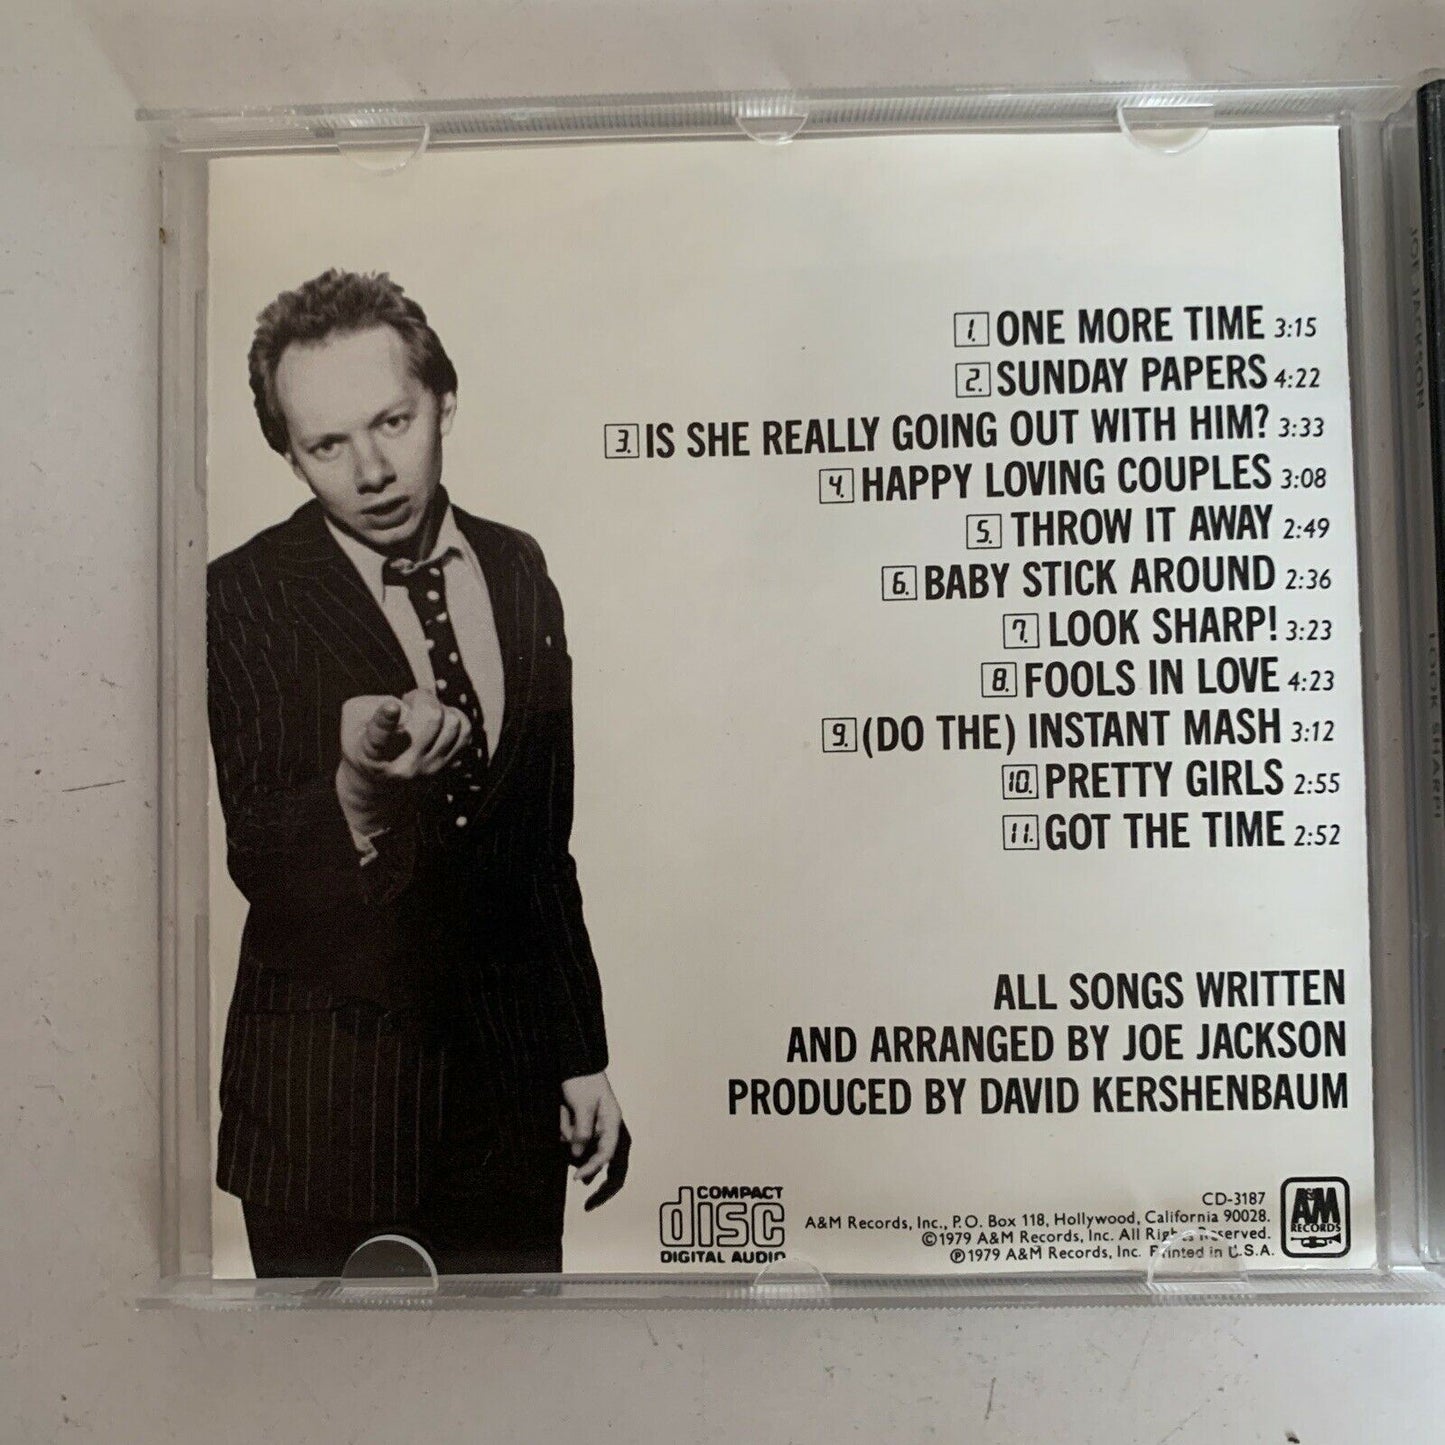 1. ONE MORE TIME 3:15
2. SUNDAY PAPERS 4:22
3. IS SHE REALLY GOING OUT WITH HIM? 3:33
4. HAPPY LOVING COUPLES 3:08
5. THROW IT AWAY 2:49
6. BABY STICK AROUND 2:36
7. LOOK SHARP! 3:23
8. FOOLS IN LOVE 4:23
9. (DO THE) INSTANT MASH 3:12
10. PRETTY GIRLS 2:55
11. GOT THE TIME 2:52
ALL SONGS WRITTEN
AND ARRANGED BY JOE JACKSON
PRODUCED BY DAVID KERSHENBAUM
COMPACT
disc
DIGITAL AUDIO
CD-3187
A&M Records, Inc., P.O. Box 118, Hollywood, California 90028.
©1979 A&M Records, Inc. All Rights Reserved.
℗1979 A&M Records, Inc. Printed in U.S.A.
A&M
RECORDS
JOE JACKSON
LOOK SHARP!